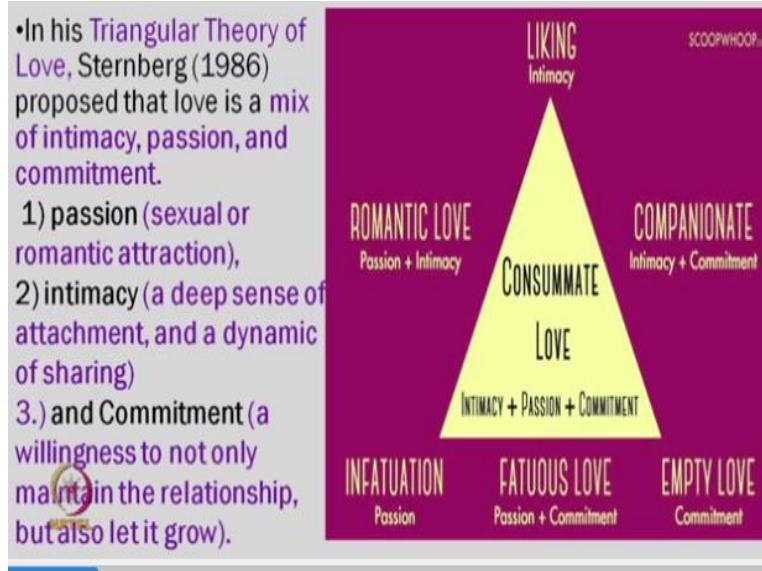 •In his Triangular Theory of
Love, Sternberg (1986)
proposed that love is a mix
of intimacy, passion, and
commitment.
1) passion (sexual or
romantic attraction),
2) intimacy (a deep sense of
attachment, and a dynamic
of sharing)
3.) and Commitment (a
willingness to not only
maintain the relationship,
but also let it grow).
SCOOPWHOOP
LIKING
Intimacy
ROMANTIC LOVE
Passion + Intimacy
COMPANIONATE
Intimacy + Commitment
CONSUMMATE
LOVE
INTIMACY + PASSION + COMMITMENT
INFATUATION
Passion
FATUOUS LOVE
Passion + Commitment
EMPTY LOVE
Commitment